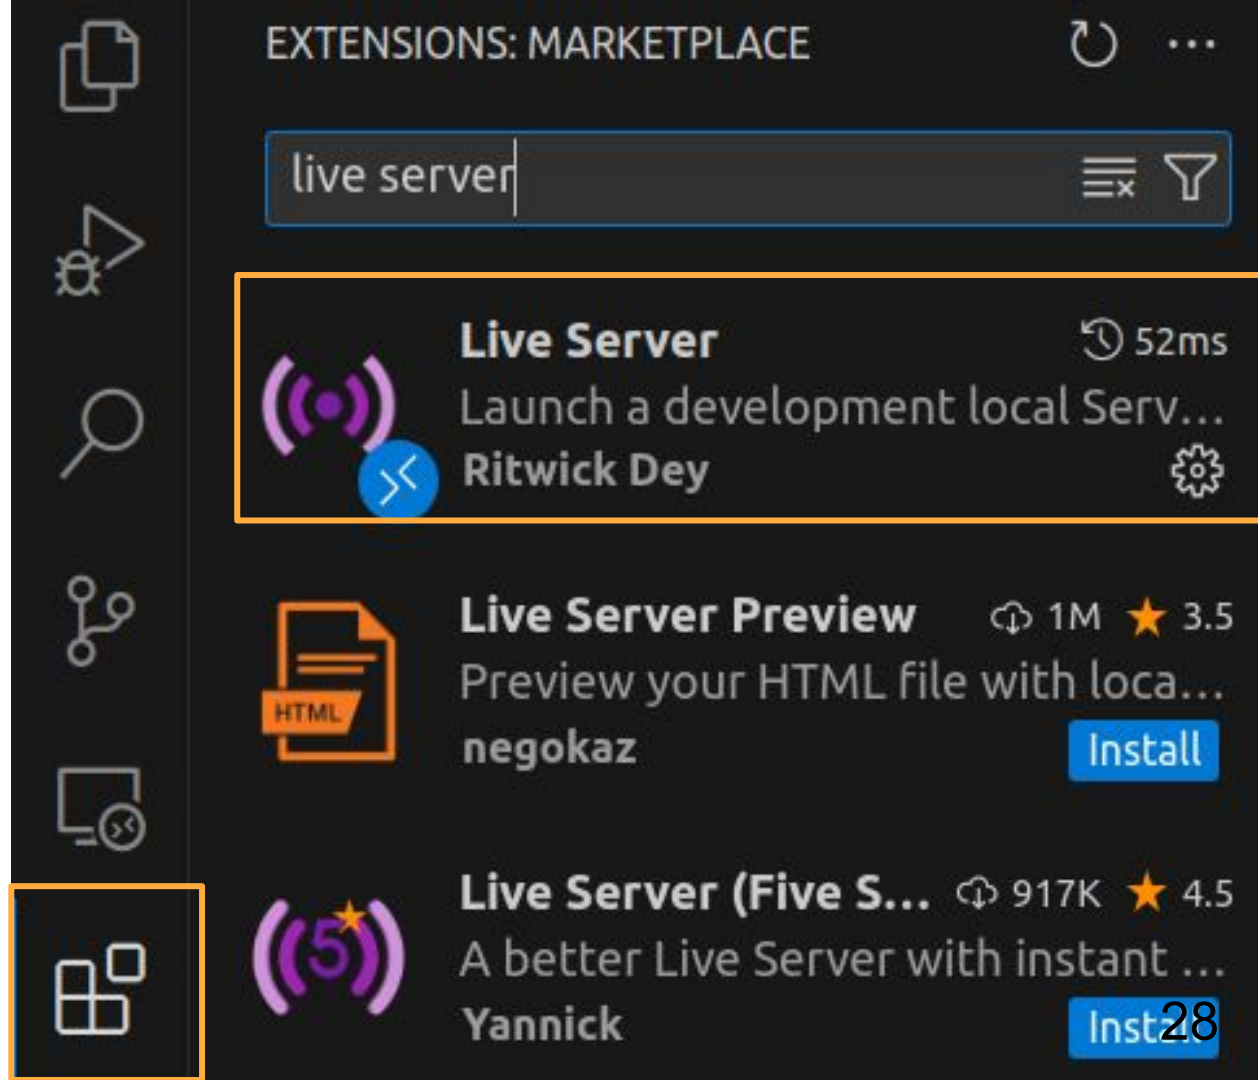 EXTENSIONS: MARKETPLACE
live server
Live Server 52ms
Launch a development local Serv...
Ritwick Dey
Live Server Preview 1M 3.5
Preview your HTML file with loca...
HTML
negokaz
Install
Live Server (Five S... 917K 4.5
5
A better Live Server with instant ...
Yannick
Install
28